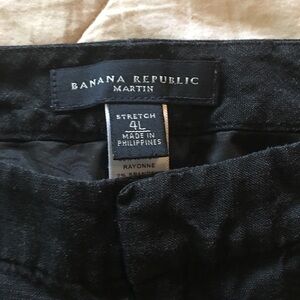 BANANA REPUBLIC
MARTIN
STRETCH
4L
MADE IN
PHILIPPINES
RAYONNE